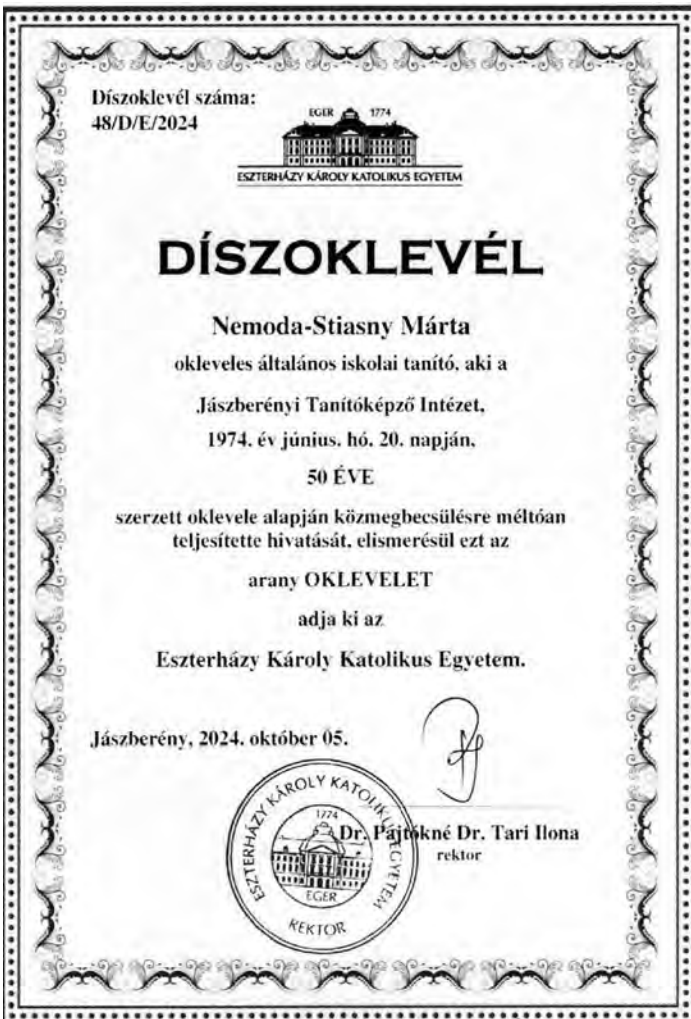 Díszoklevél száma:
48/D/E/2024
EGER 1774
ESZTERHÁZY KÁROLY KATOLIKUS EGYETEM
DÍSZOKLEVÉL
Nemoda-Stiasny Márta
okleveles általános iskolai tanító, aki a
Jászberényi Tanítóképző Intézet,
1974. év június. hó. 20. napján,
50 ÉVE
szerzett oklevele alapján közmegbecsülésre méltóan
teljesítette hivatását, elismerésül ezt az
arany OKLEVELET
adja ki az
Eszterházy Károly Katolikus Egyetem.
Jászberény, 2024. október 05.
Dr. Pajtókné Dr. Tari Ilona
rektor
ESZTERHÁZY KÁROLY KATOLIKUS EGYETEM
1774
EGER
REKTOR